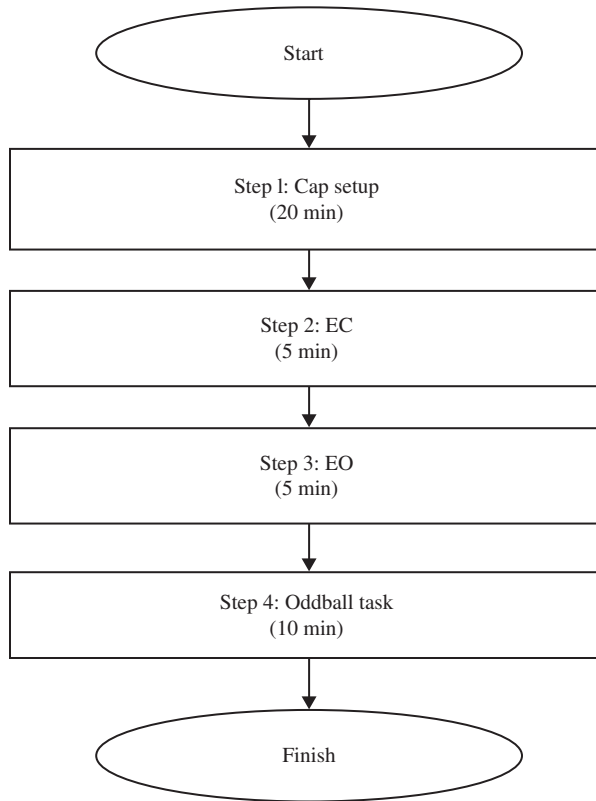 Start
Step l: Cap setup
(20 min)
Step 2: EC
(5 min)
Step 3: EO
(5 min)
Step 4: Oddball task
(10 min)
Finish